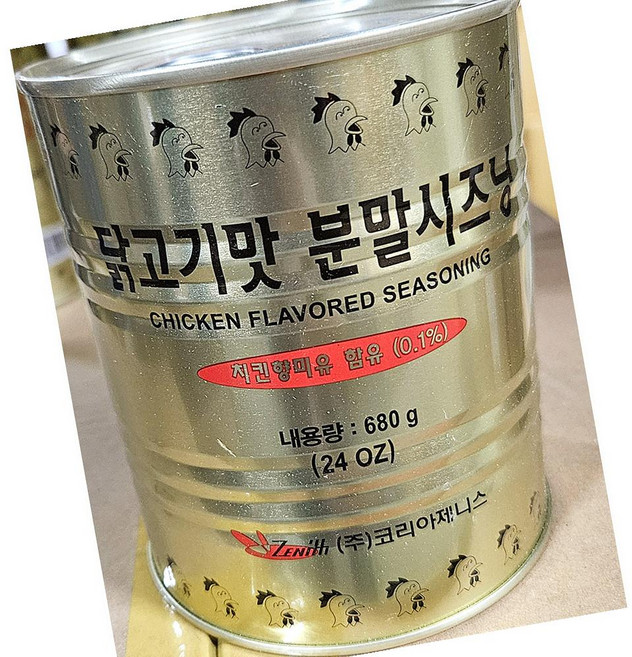 닭고기맛 분말시즈닝
CHICKEN FLAVORED SEASONING
치킨향미유 함유 (0.1%)
내용량 : 680 g
(24 OZ)
ZENith (주)코리아제니스